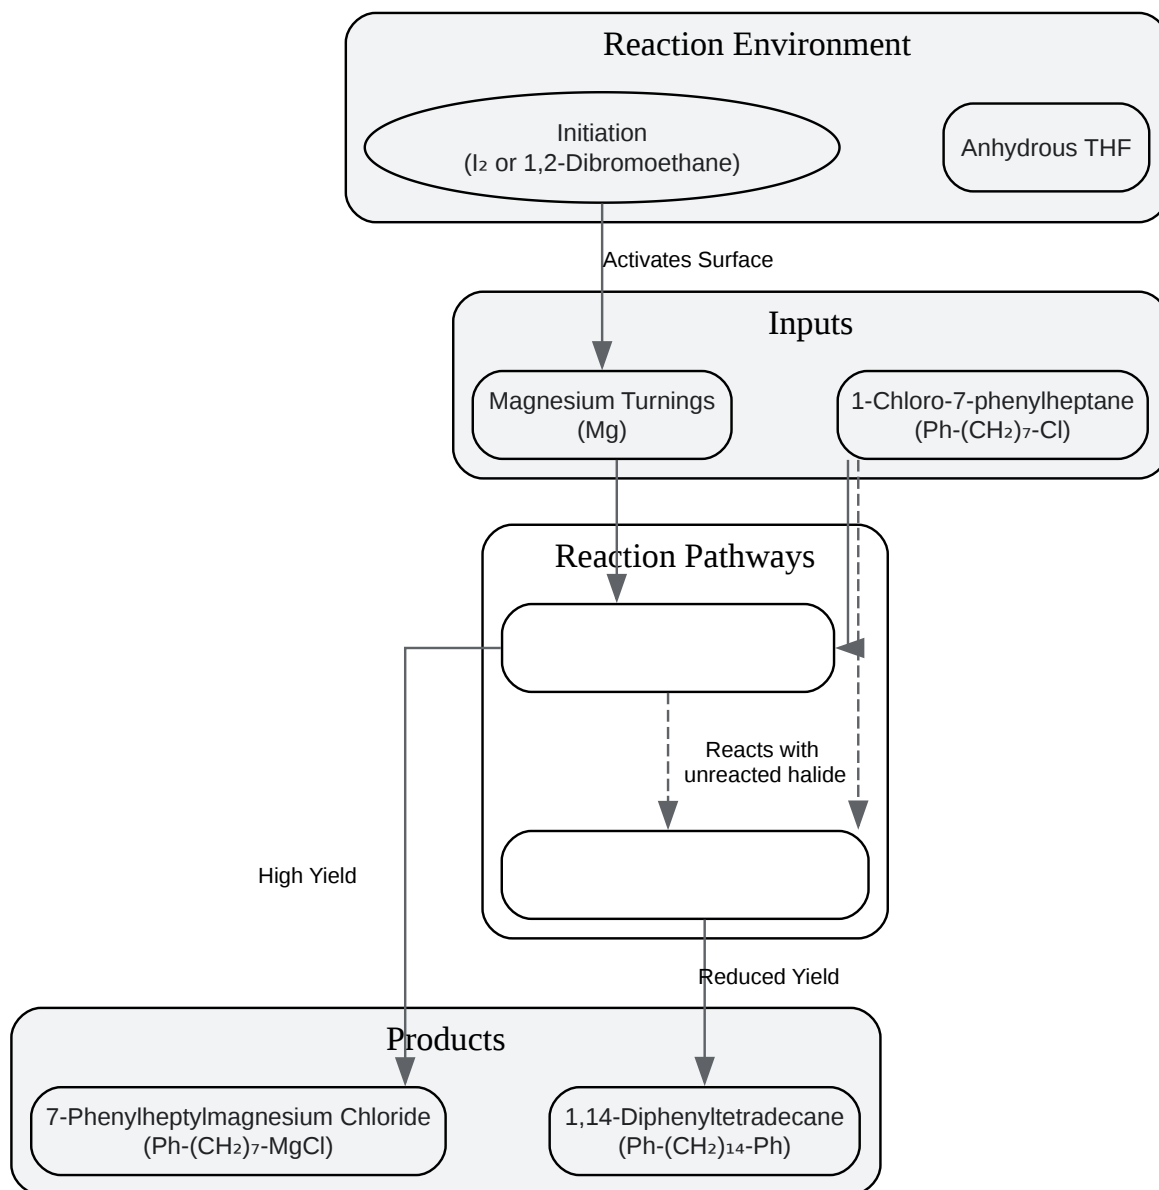 Reaction Environment
Initiation
(I₂ or 1,2-Dibromoethane)
Anhydrous THF
Activates Surface
Inputs
Magnesium Turnings
(Mg)
1-Chloro-7-phenylheptane
(Ph-(CH₂)₇-Cl)
Reaction Pathways
Reacts with
unreacted halide
High Yield
Reduced Yield
Products
7-Phenylheptylmagnesium Chloride
(Ph-(CH₂)₇-MgCl)
1,14-Diphenyltetradecane
(Ph-(CH₂)₁₄-Ph)